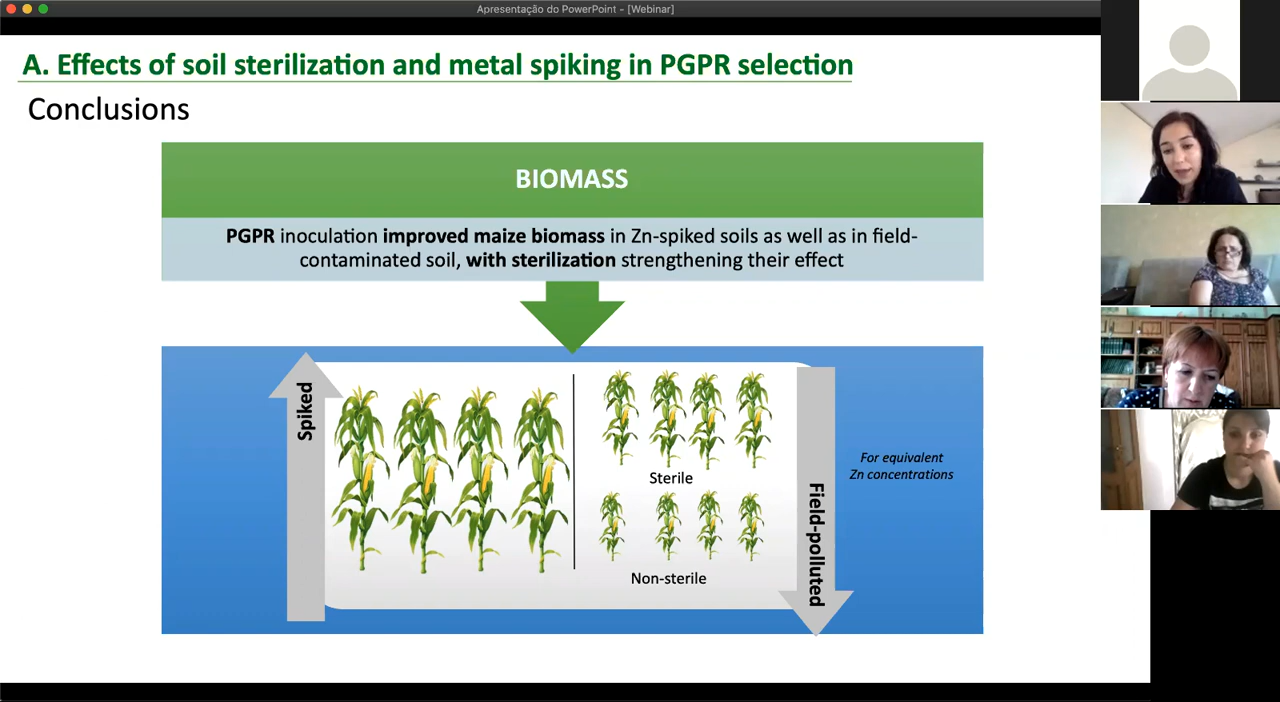 Apresentação do PowerPoint - [Webinar]
A. Effects of soil sterilization and metal spiking in PGPR selection
Conclusions
BIOMASS
PGPR inoculation improved maize biomass in Zn-spiked soils as well as in field-
contaminated soil, with sterilization strengthening their effect
Spiked
Sterile
Non-sterile
Field-polluted
For equivalent
Zn concentrations